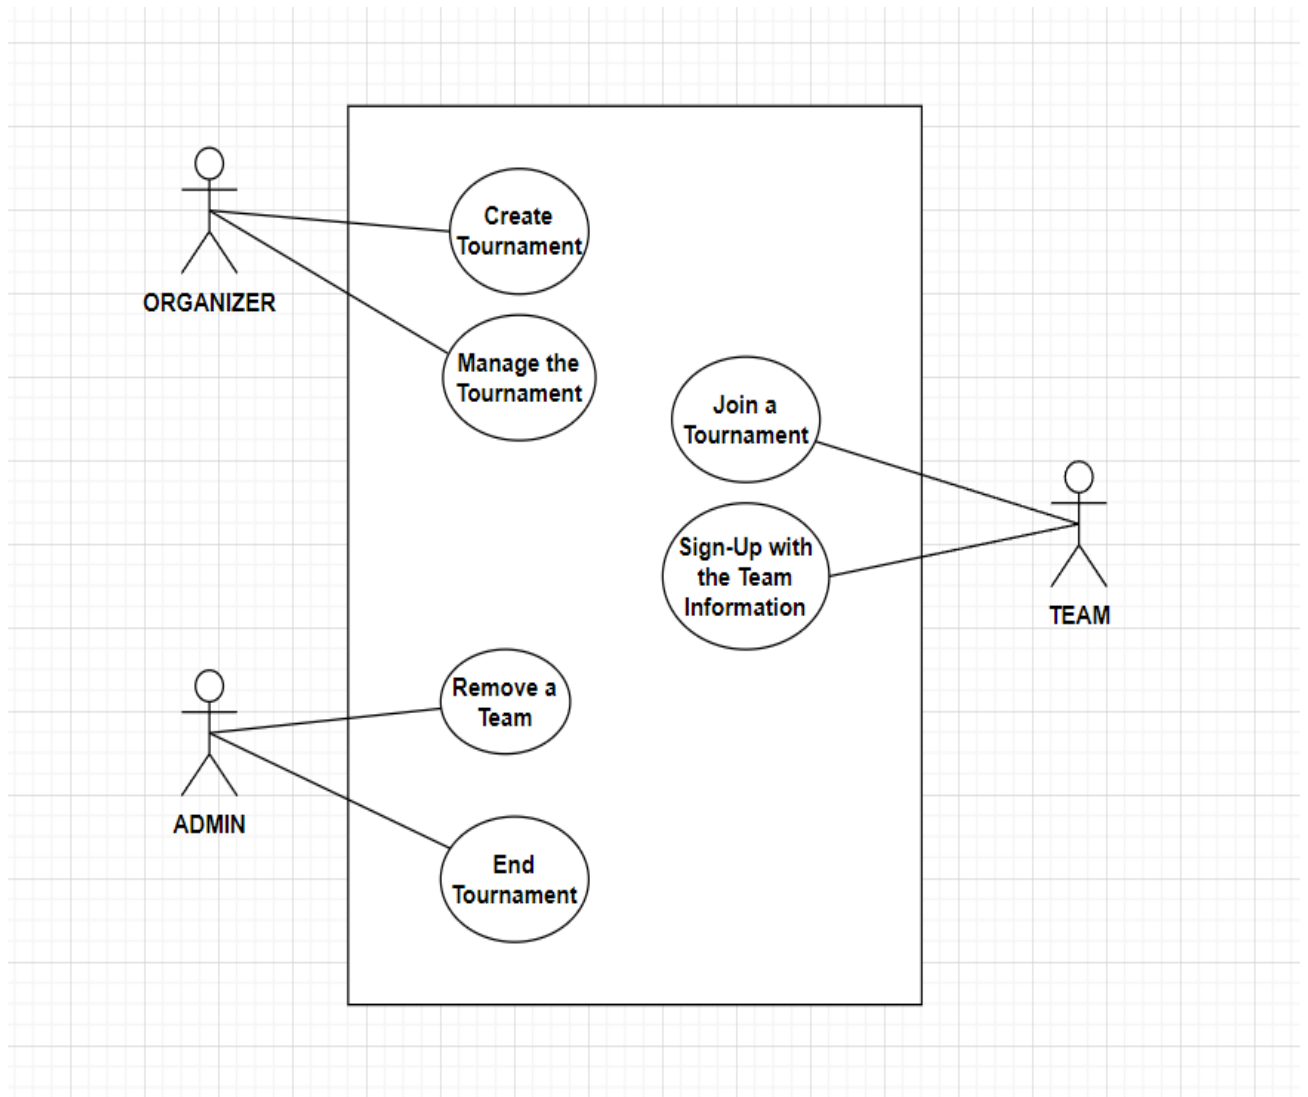 Create
Tournament
ORGANIZER
Manage the
Tournament
Join a
Tournament
Sign-Up with
the Team
Information
TEAM
Remove a
Team
ADMIN
End
Tournament